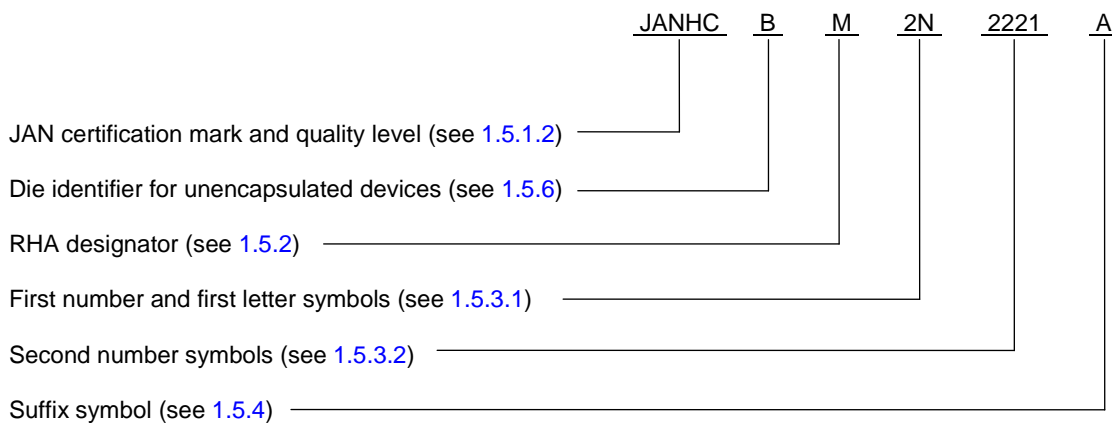 JANHC B M 2N 2221 A
JAN certification mark and quality level (see 1.5.1.2)
Die identifier for unencapsulated devices (see 1.5.6)
RHA designator (see 1.5.2)
First number and first letter symbols (see 1.5.3.1)
Second number symbols (see 1.5.3.2)
Suffix symbol (see 1.5.4)